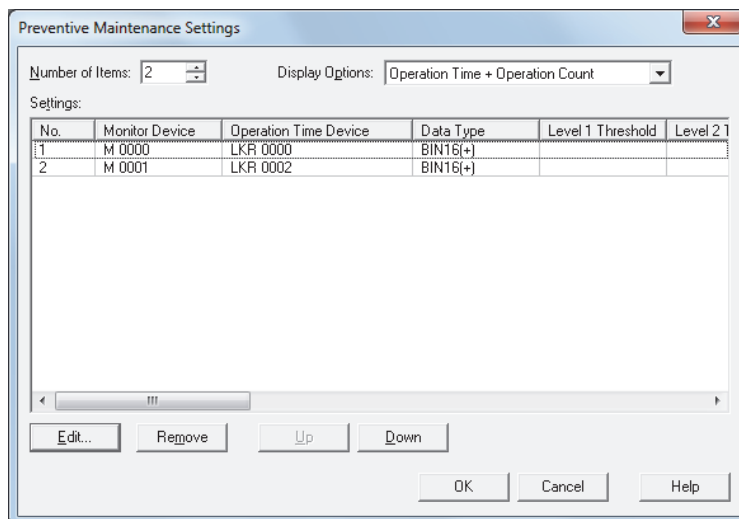 Preventive Maintenance Settings
Number of Items: 2 Display Options: Operation Time + Operation Count
Settings:
No. Monitor Device Operation Time Device Data Type Level 1 Threshold Level 2 T
1 M 0000 LKR 0000 BIN16(+)
2 M 0001 LKR 0002 BIN16(+)
Edit... Remove Up Down
OK Cancel Help